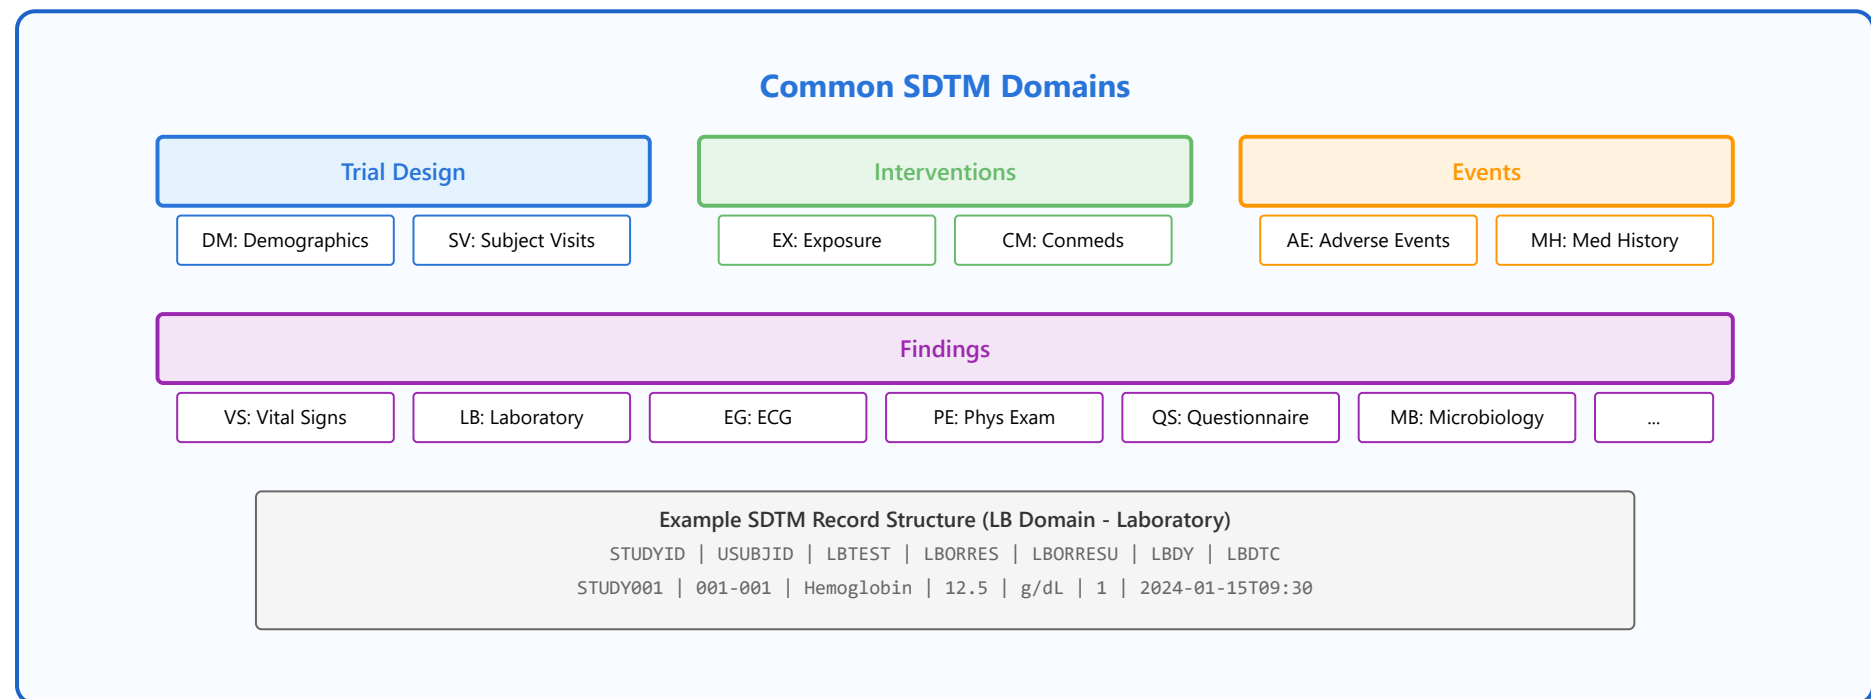 Common SDTM Domains
Trial Design
Interventions
Events
DM: Demographics
SV: Subject Visits
EX: Exposure
CM: Conmeds
AE: Adverse Events
MH: Med History
Findings
VS: Vital Signs
LB: Laboratory
EG: ECG
PE: Phys Exam
QS: Questionnaire
MB: Microbiology
...
Example SDTM Record Structure (LB Domain - Laboratory)
STUDYID | USUBJID | LBTEST | LBORRES | LBORRESU | LBDY | LBDTC
STUDY001 | 001-001 | Hemoglobin | 12.5 | g/dL | 1 | 2024-01-15T09:30